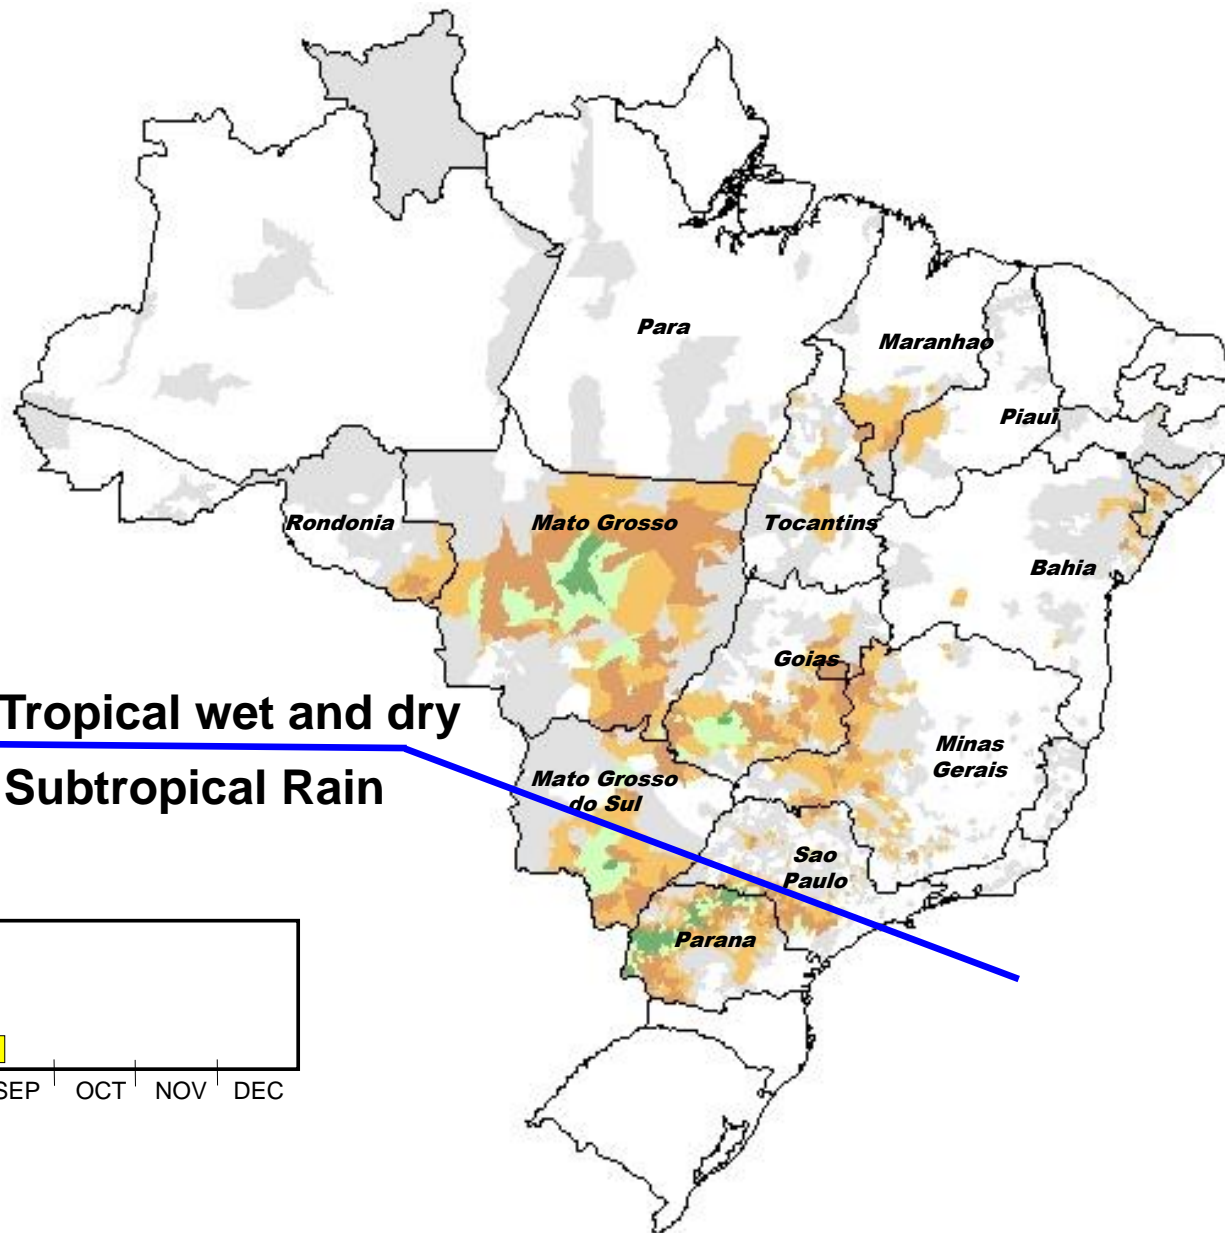 Para
Maranhao
Piaui
Rondonia
Mato Grosso
Tocantins
Bahia
Goias
Tropical wet and dry
Minas
Gerais
Subtropical Rain
Mato Grosso
do Sul
Sao
Paulo
Parana
SEP OCT NOV DEC